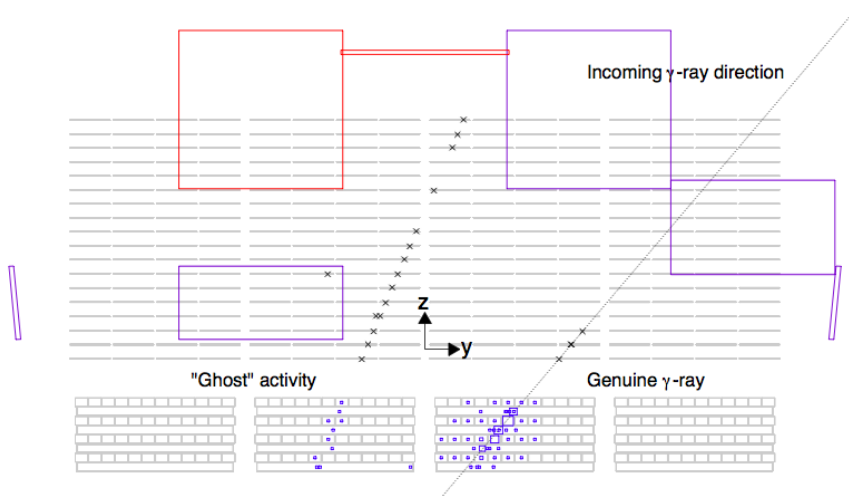 Incoming γ-ray direction
z
y
"Ghost" activity
Genuine γ-ray